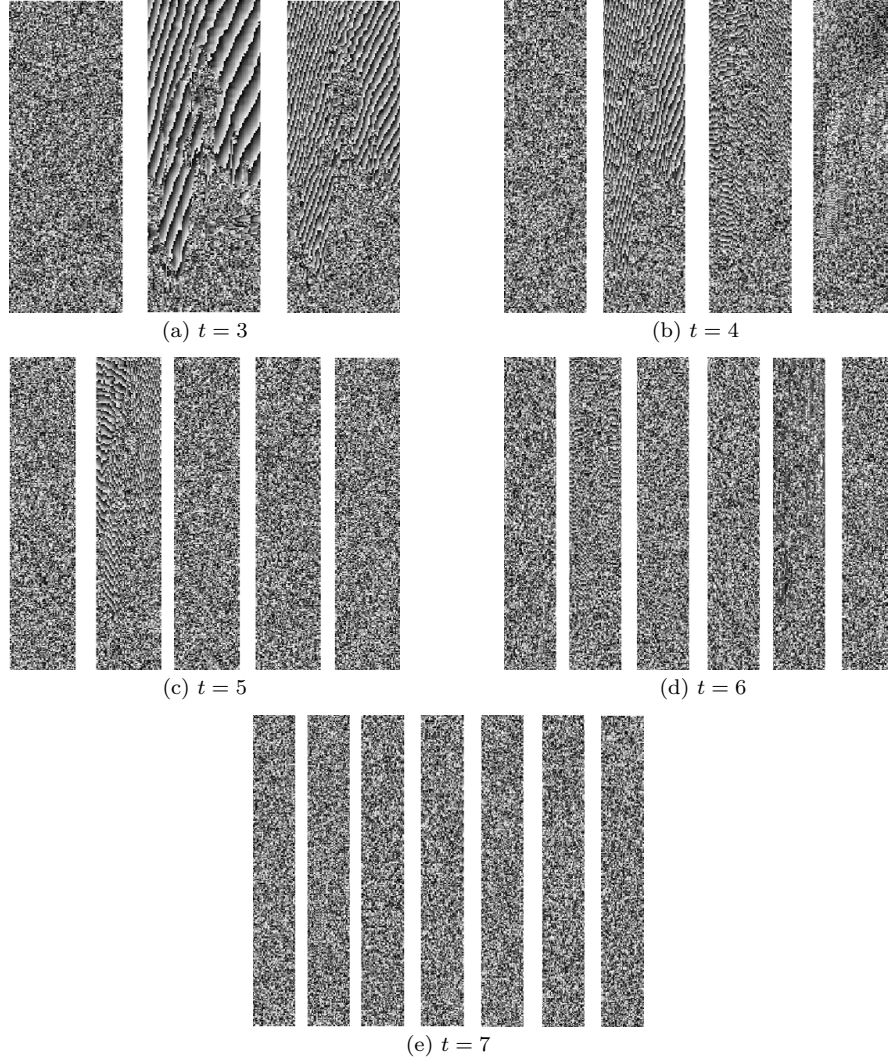 (a) t = 3
(b) t = 4
(c) t = 5
(d) t = 6
(e) t = 7